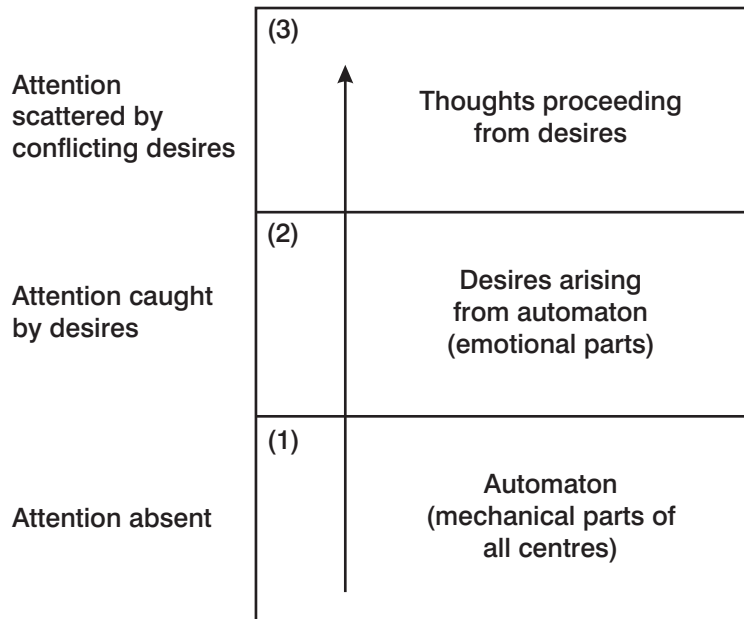 (3)
Attention
scattered by
conflicting desires
Thoughts proceeding
from desires
(2)
Attention caught
by desires
Desires arising
from automaton
(emotional parts)
(1)
Attention absent
Automaton
(mechanical parts of
all centres)